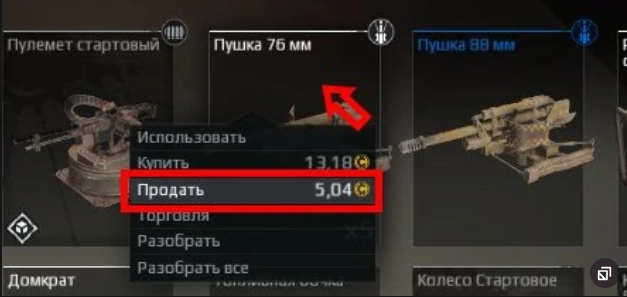 Пулемет стартовый
Пушка 76 мм
Пушка 88 мм
Использовать
Купить 13,18
Продать 5,04
Торговля
Разобрать
x5
Разобрать все
Домкрат
Колесо Стартовое